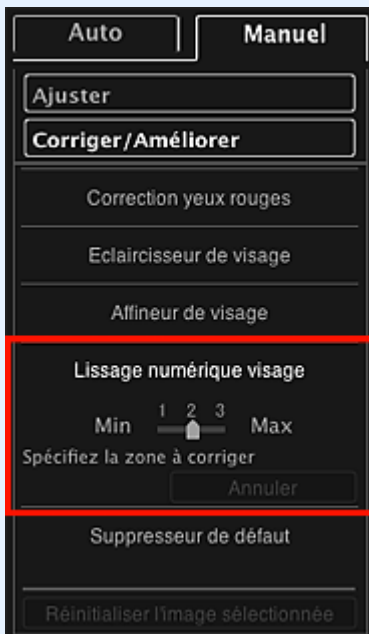 Auto
Manuel
Ajuster
Corriger/Améliorer
Correction yeux rouges
Eclaircisseur de visage
Affineur de visage
Lissage numérique visage
1 2 3
Min Max
Spécifiez la zone à corriger
Annuler
Suppresseur de défaut
Réinitialiser l'image sélectionnée